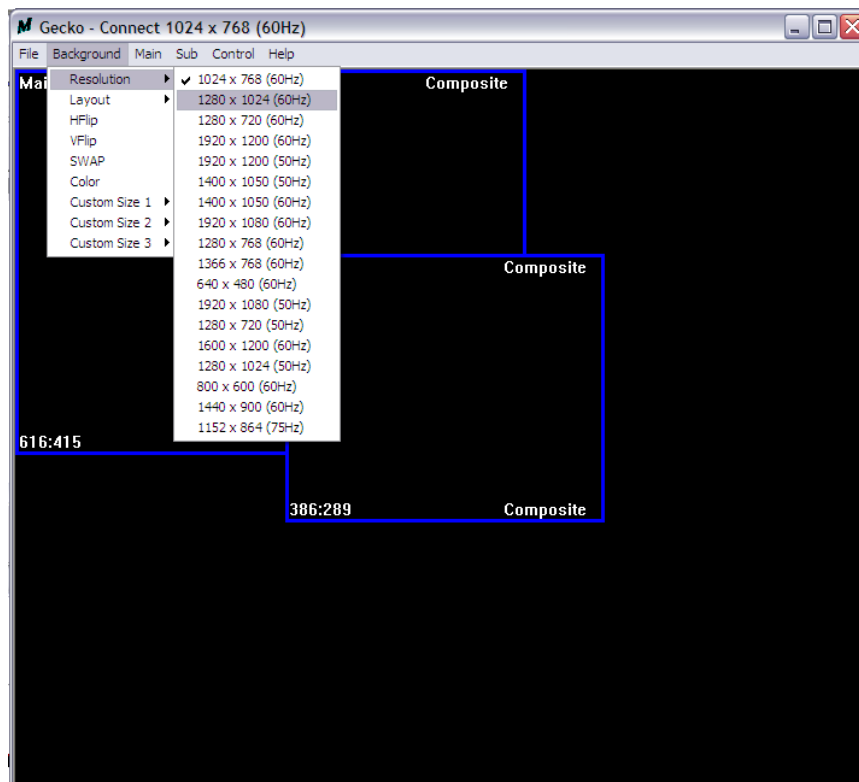 Gecko - Connect 1024 x 768 (60Hz)
File Background Main Sub Control Help
Resolution
Layout
HFlip
VFlip
SWAP
Color
Custom Size 1
Custom Size 2
Custom Size 3
1024 x 768 (60Hz)
1280 x 1024 (60Hz)
1280 x 720 (60Hz)
1920 x 1200 (60Hz)
1920 x 1200 (50Hz)
1400 x 1050 (50Hz)
1400 x 1050 (60Hz)
1920 x 1080 (60Hz)
1280 x 768 (60Hz)
1366 x 768 (60Hz)
640 x 480 (60Hz)
1920 x 1080 (50Hz)
1280 x 720 (50Hz)
1600 x 1200 (60Hz)
1280 x 1024 (50Hz)
800 x 600 (60Hz)
1440 x 900 (60Hz)
1152 x 864 (75Hz)
Mai
Composite
616:415
Composite
386:289
Composite